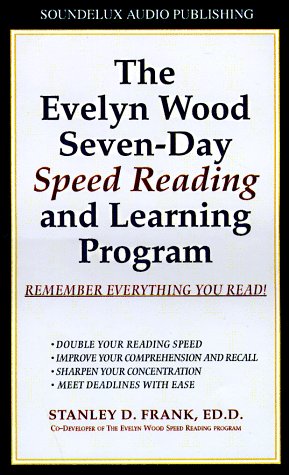 SOUNDELUX AUDIO PUBLISHING
The
Evelyn Wood
Seven-Day
Speed Reading
and Learning
Program
REMEMBER EVERYTHING YOU READ!
• DOUBLE YOUR READING SPEED
• IMPROVE YOUR COMPREHENSION AND RECALL
• SHARPEN YOUR CONCENTRATION
• MEET DEADLINES WITH EASE
STANLEY D. FRANK, ED.D.
CO-DEVELOPER OF THE EVELYN WOOD SPEED READING PROGRAM